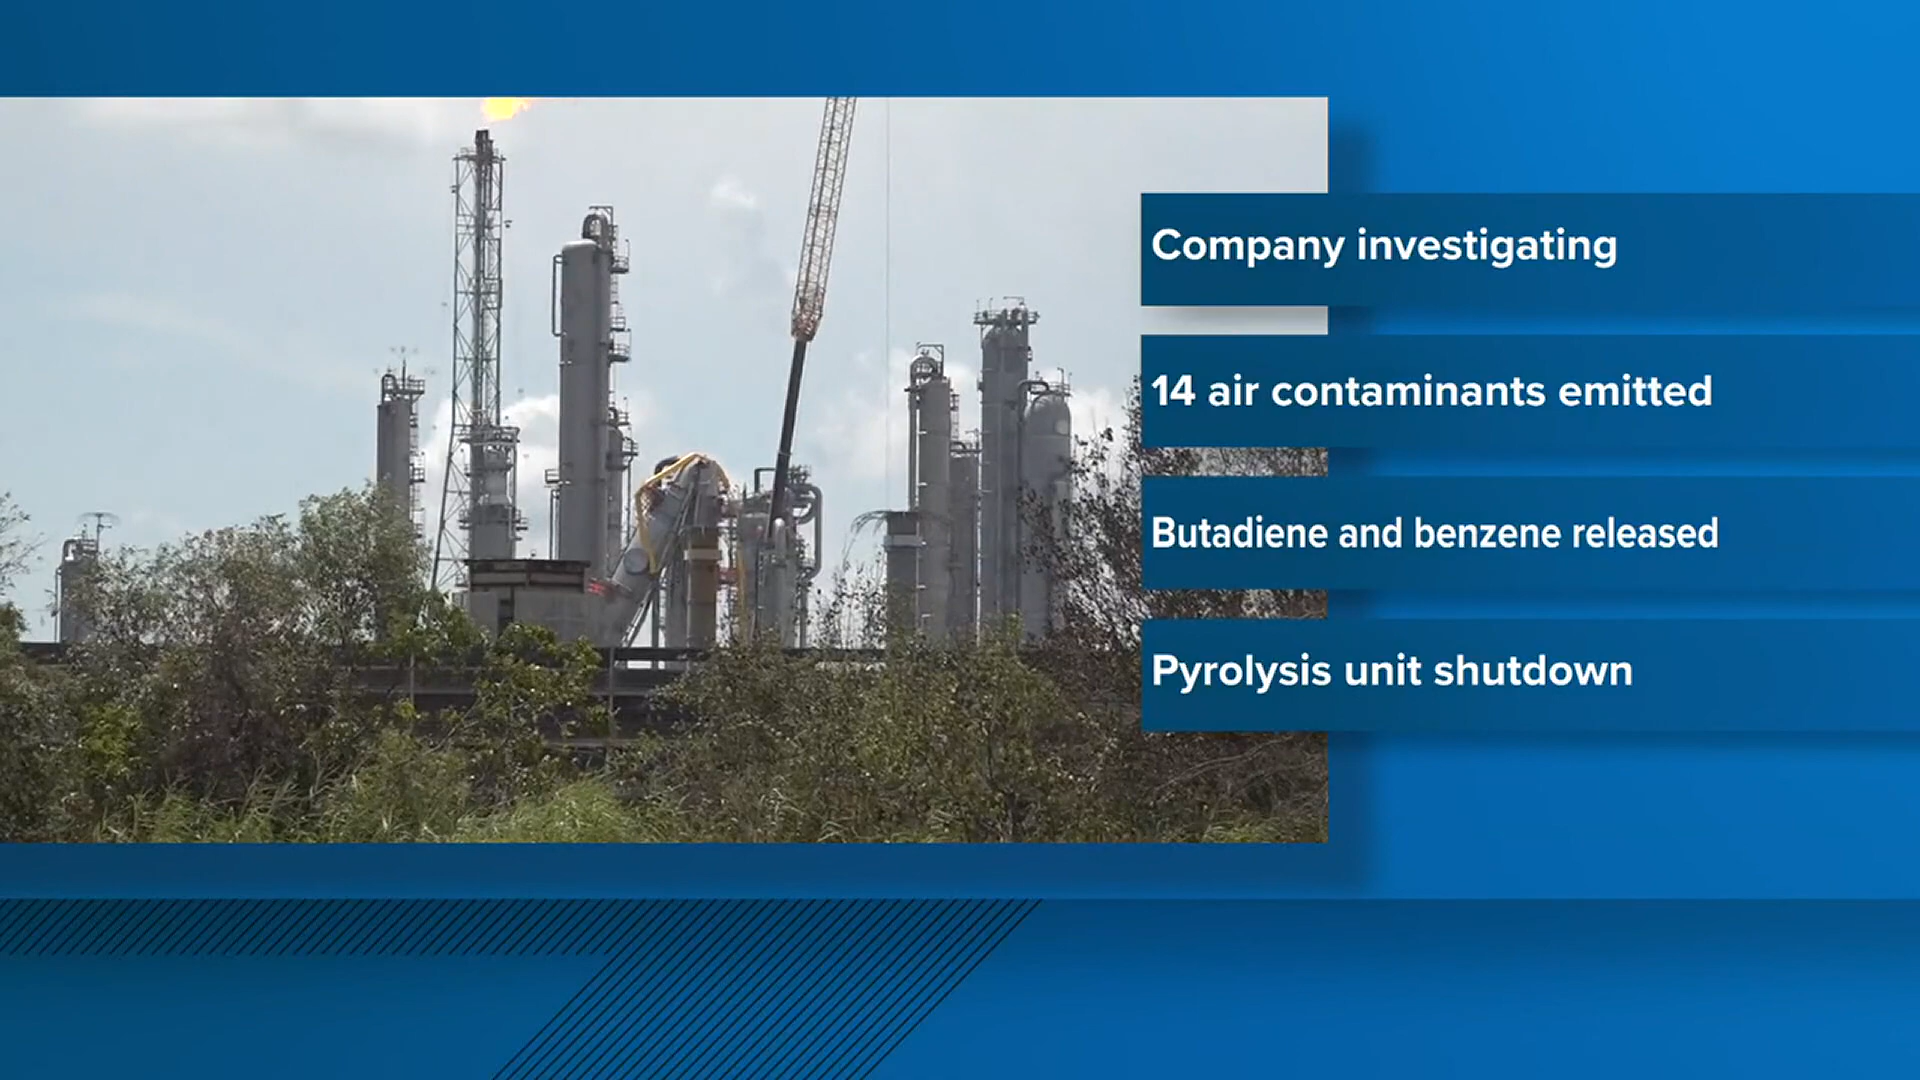 Company investigating
14 air contaminants emitted
Butadiene and benzene released
Pyrolysis unit shutdown